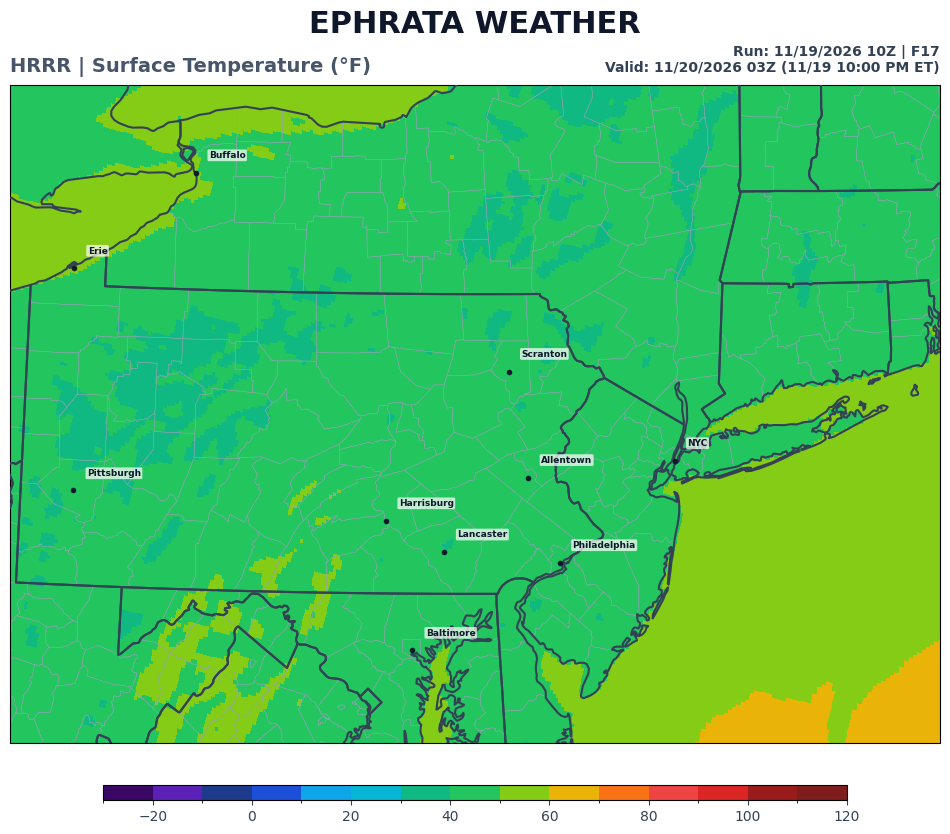 EPHRATA WEATHER
HRRR | Surface Temperature (°F)
Run: 11/19/2026 10Z | F17
Valid: 11/20/2026 03Z (11/19 10:00 PM ET)
Buffalo
Erie
Scranton
NYC
Allentown
Pittsburgh
Harrisburg
Lancaster
Philadelphia
Baltimore
−20 0 20 40 60 80 100 120